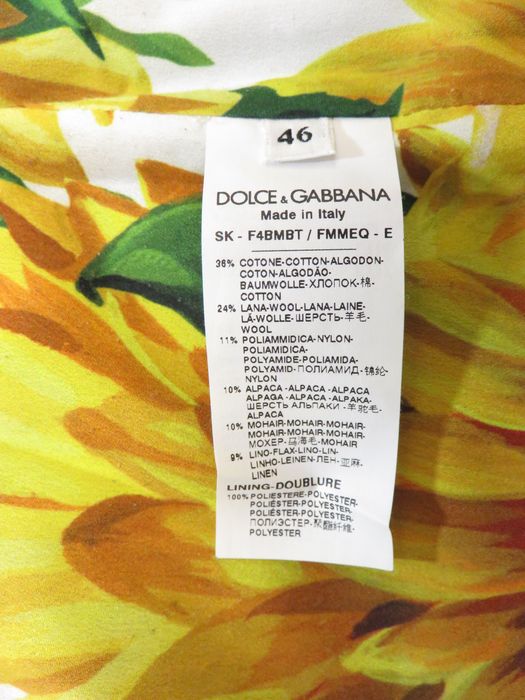 46
DOLCE & GABBANA
Made in Italy
SK - F4BMBT / FMMEQ - E
36% COTONE-COTTON-ALGODON-
COTON-ALGODÃO-
BAUMWOLLE-ХЛОПОК-棉-
COTTON
24% LANA-WOOL-LANA-LAINE-
LÃ-WOLLE-ШЕРСТЬ-羊毛-
WOOL
11% POLIAMMIDICA-NYLON-
POLIAMIDICA-
POLYAMIDE-POLIAMIDA-
POLYAMID-ПОЛИАМИД-锦纶-
NYLON
10% ALPACA-ALPACA-ALPACA-
ALPAGA-ALPACA-ALPAKA-
ШЕРСТЬ АЛЬПАКИ -羊驼毛-
ALPACA
10% MOHAIR-MOHAIR-MOHAIR-
MOHAIR-MOHAIR-MOHAIR-
МОХЕР-马海毛-MOHAIR
9% LINO-FLAX-LINO-LIN-
LINHO-LEINEN-ЛЕН-亚麻-
LINEN
LINING-DOUBLURE
100% POLIESTERE-POLYESTER-
POLIÉSTER-POLYESTER-
POLIÉSTER-POLYESTER-
ПОЛИЭСТЕР-聚酯纤维-
POLYESTER